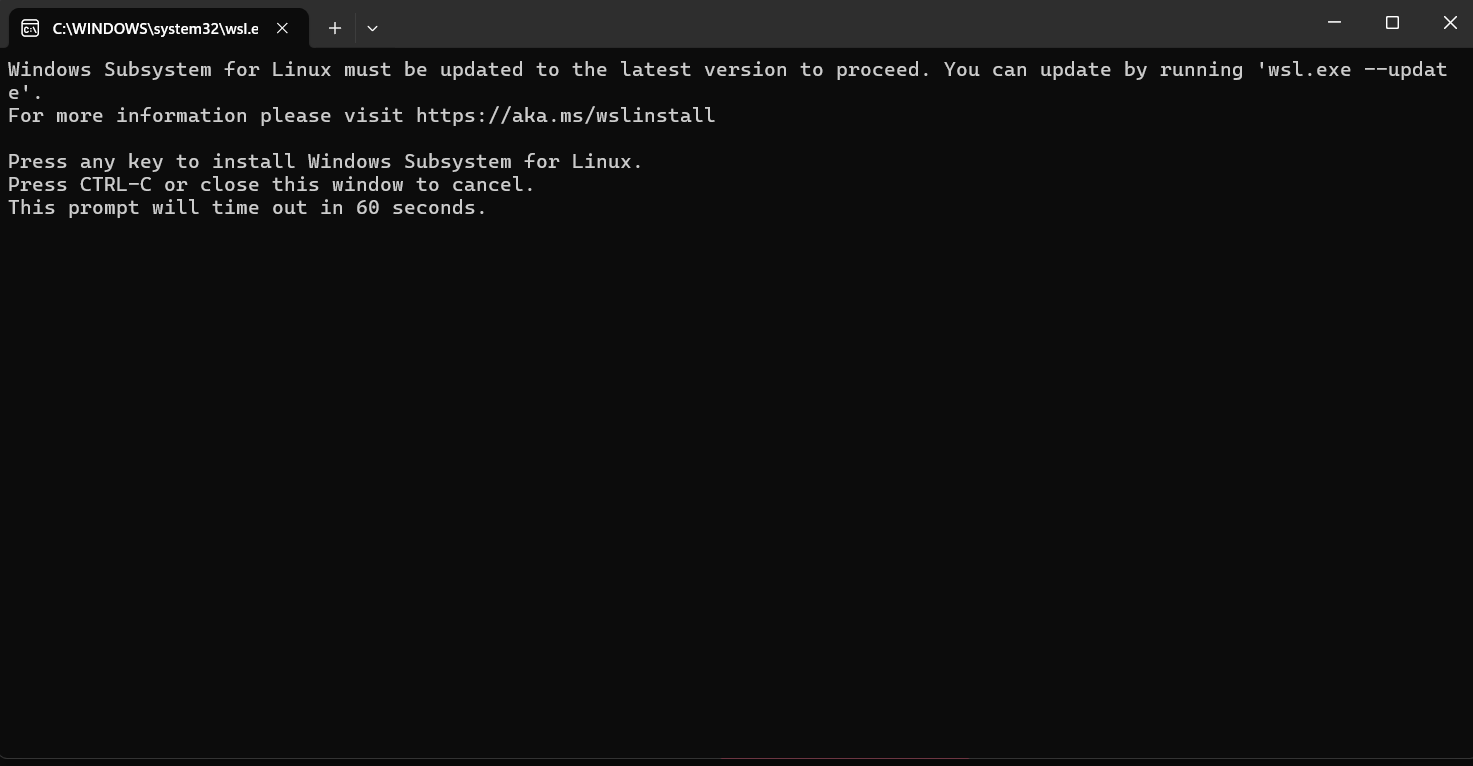 C:\WINDOWS\system32\wsl.e
Windows Subsystem for Linux must be updated to the latest version to proceed. You can update by running 'wsl.exe --updat
e'.
For more information please visit https://aka.ms/wslinstall
Press any key to install Windows Subsystem for Linux.
Press CTRL-C or close this window to cancel.
This prompt will time out in 60 seconds.